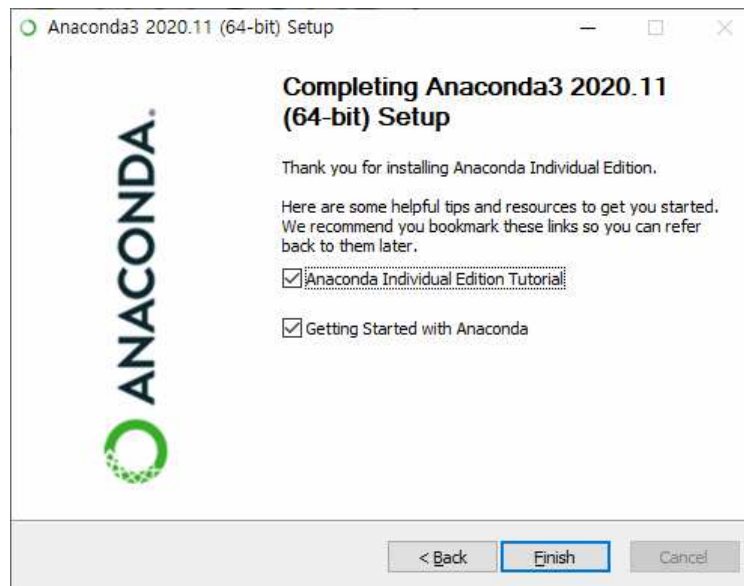 Anaconda3 2020.11 (64-bit) Setup
ANACONDA.
Completing Anaconda3 2020.11
(64-bit) Setup
Thank you for installing Anaconda Individual Edition.
Here are some helpful tips and resources to get you started.
We recommend you bookmark these links so you can refer
back to them later.
Anaconda Individual Edition Tutorial
Getting Started with Anaconda
< Back
Finish
Cancel